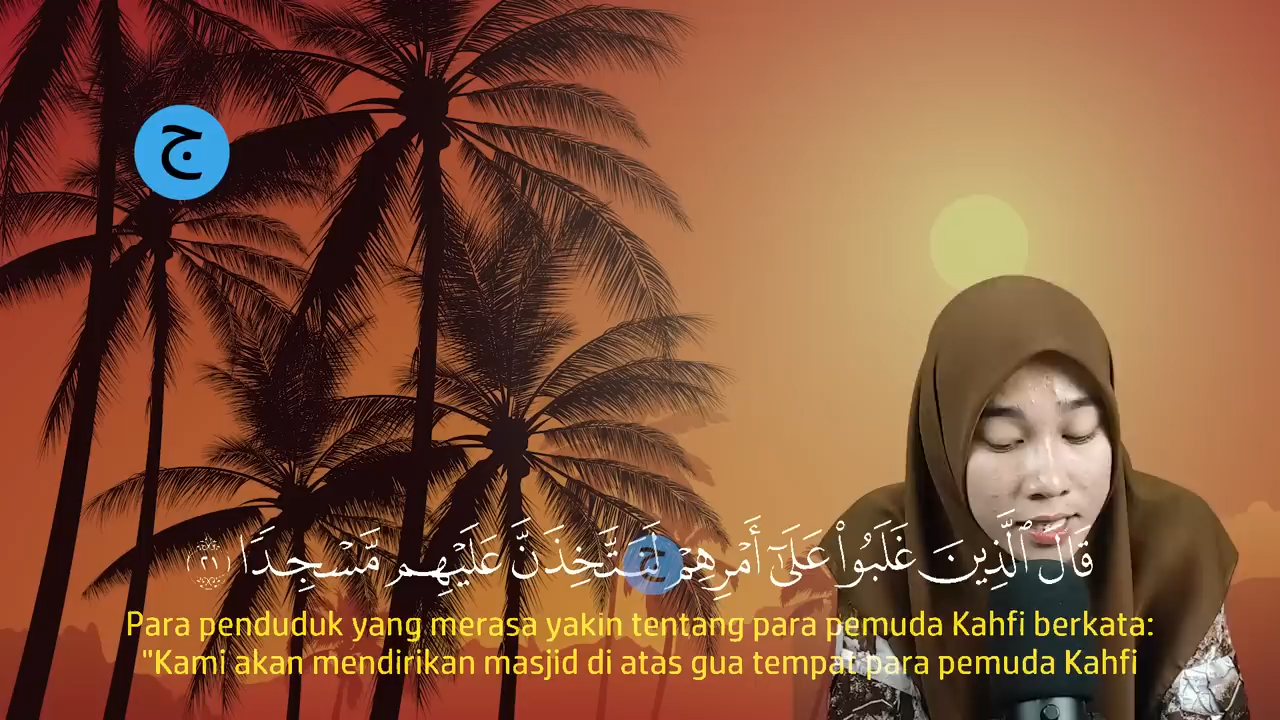 ج
قَالَ ٱلَّذِينَ غَلَبُواْ عَلَىٰٓ أَمْرِهِمْ لَنَتَّخِذَنَّ عَلَيْهِم مَّسْجِدًا ٢١
ج
Para penduduk yang merasa yakin tentang para pemuda Kahfi berkata:
"Kami akan mendirikan masjid di atas gua tempat para pemuda Kahfi